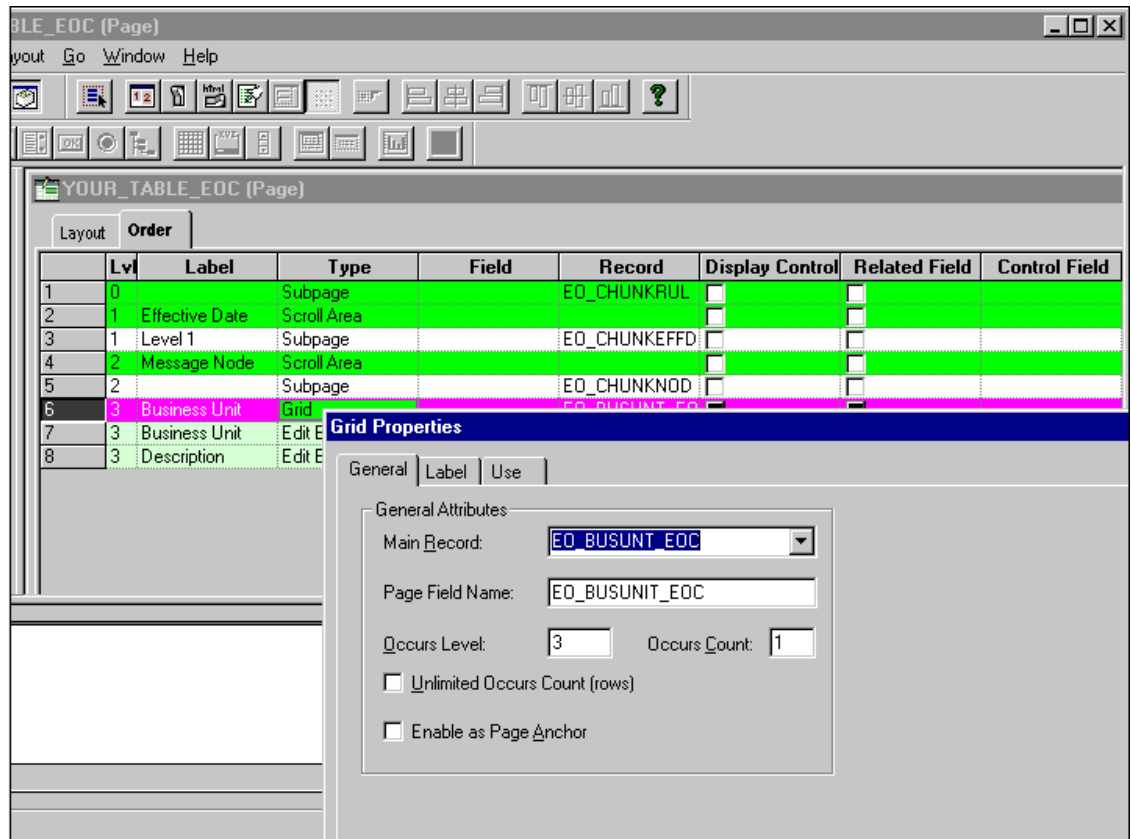 BLE_EOC (Page)
yout Go Window Help
YOUR_TABLE_EOC (Page)
Layout Order
Lvl Label Type Field Record Display Control Related Field Control Field
1 0 Subpage EO_CHUNKRUL
2 1 Effective Date Scroll Area
3 1 Level 1 Subpage EO_CHUNKEFFD
4 2 Message Node Scroll Area
5 2 Subpage EO_CHUNKNOD
6 3 Business Unit Grid
7 3 Business Unit Edit E
8 3 Description Edit E
Grid Properties
General Label Use
General Attributes
Main Record: EO_BUSUNT_EOC
Page Field Name: EO_BUSUNIT_EOC
Occurs Level: 3 Occurs Count: 1
Unlimited Occurs Count (rows)
Enable as Page Anchor